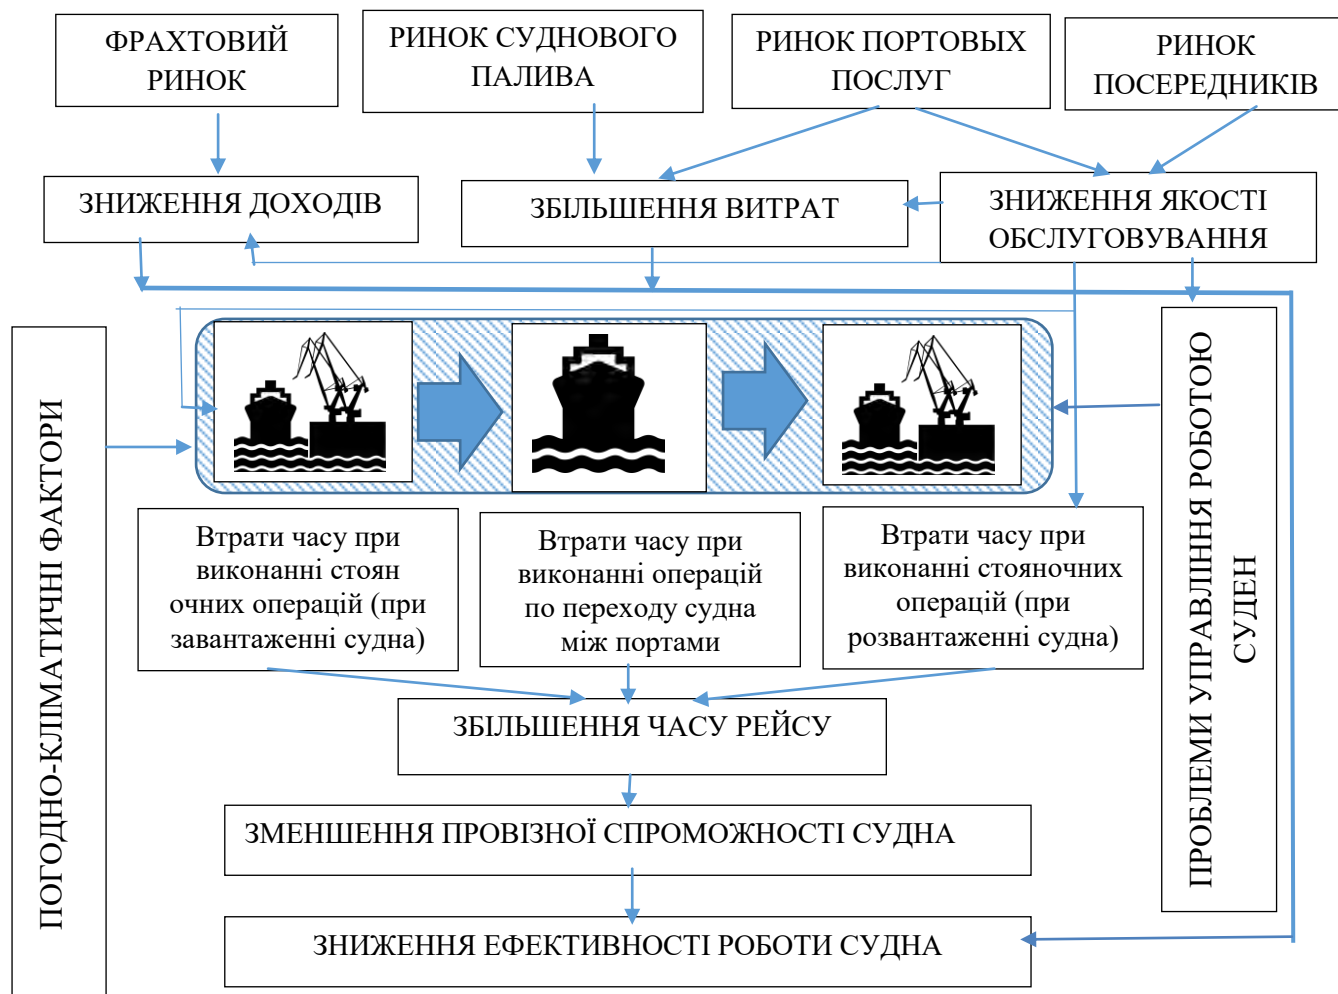 ФРАХТОВИЙ
РИНОК
РИНОК СУДНОВОГО
ПАЛИВА
РИНОК ПОРТОВЫХ
ПОСЛУГ
РИНОК
ПОСЕРЕДНИКІВ
ЗНИЖЕННЯ ДОХОДІВ
ЗБІЛЬШЕННЯ ВИТРАТ
ЗНИЖЕННЯ ЯКОСТІ
ОБСЛУГОВУВАННЯ
ПОГОДНО-КЛІМАТИЧНІ ФАКТОРИ
ПРОБЛЕМИ УПРАВЛІННЯ РОБОТОЮ
СУДЕН
Втрати часу при
виконанні стоян
очних операцій (при
завантаженні судна)
Втрати часу при
виконанні операцій
по переходу судна
між портами
Втрати часу при
виконанні стояночних
операцій (при
розвантаженні судна)
ЗБІЛЬШЕННЯ ЧАСУ РЕЙСУ
ЗМЕНШЕННЯ ПРОВІЗНОЇ СПРОМОЖНОСТІ СУДНА
ЗНИЖЕННЯ ЕФЕКТИВНОСТІ РОБОТИ СУДНА